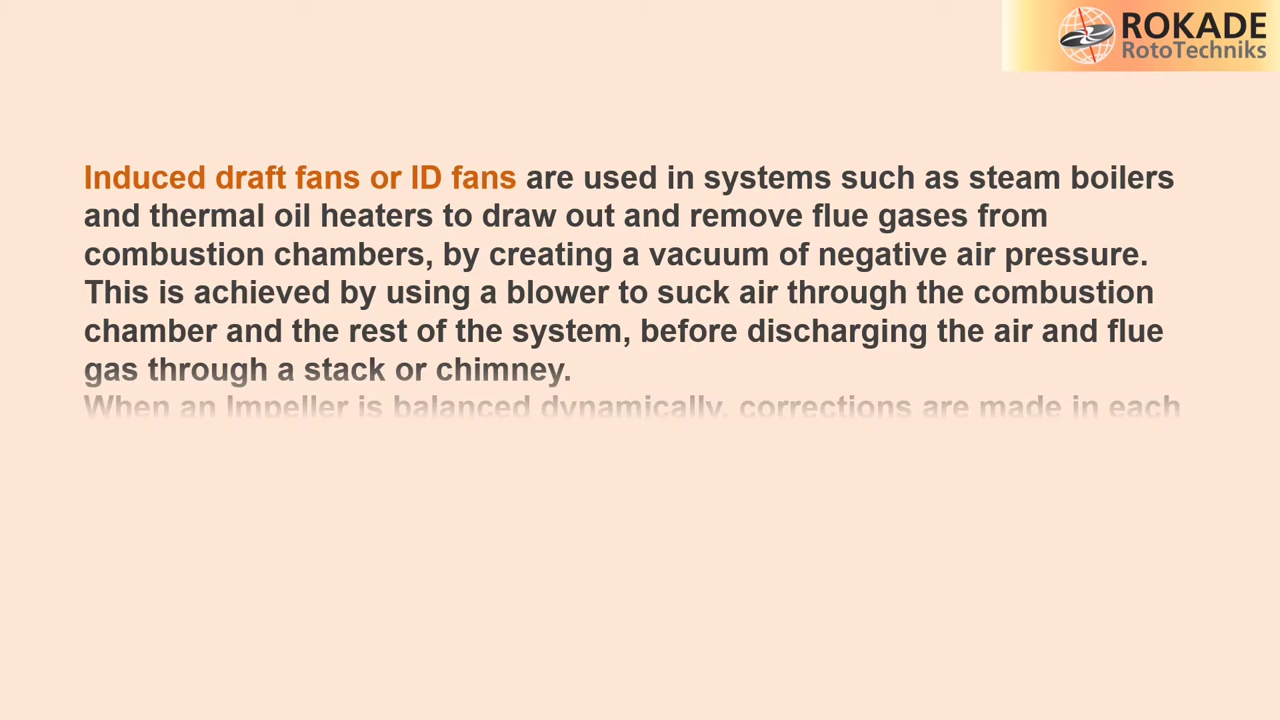 ROKADE
RotoTechniks
Induced draft fans or ID fans are used in systems such as steam boilers
and thermal oil heaters to draw out and remove flue gases from
combustion chambers, by creating a vacuum of negative air pressure.
This is achieved by using a blower to suck air through the combustion
chamber and the rest of the system, before discharging the air and flue
gas through a stack or chimney.
When an Impeller is balanced dynamically, corrections are made in each